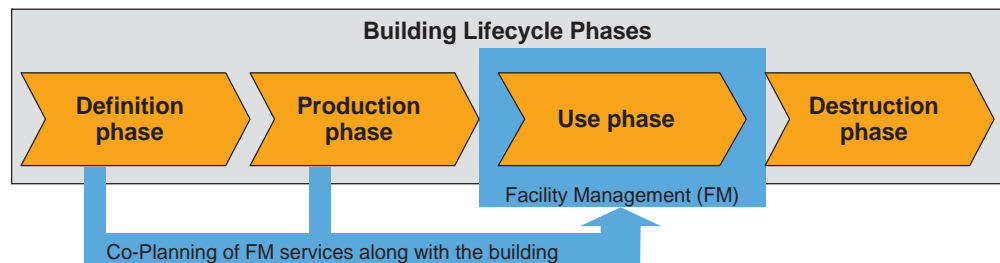 Building Lifecycle Phases
Definition
phase
Production
phase
Use phase
Destruction
phase
Facility Management (FM)
Co-Planning of FM services along with the building